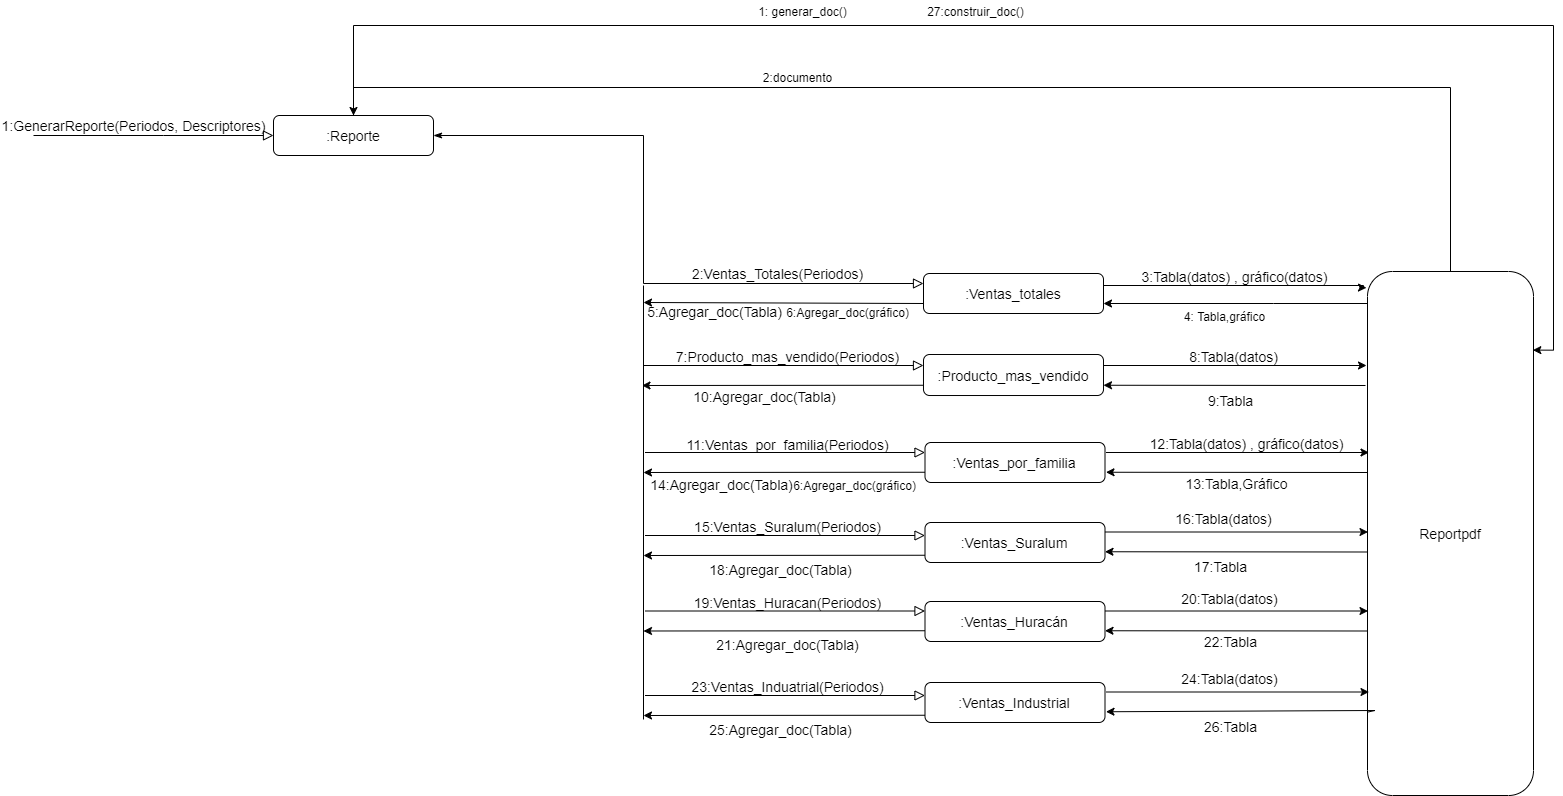 1: generar_doc()
27:construir_doc()
2:documento
1:GenerarReporte(Periodos, Descriptores)
:Reporte
2:Ventas_Totales(Periodos)
:Ventas_totales
3:Tabla(datos) , gráfico(datos)
5:Agregar_doc(Tabla) 6:Agregar_doc(gráfico)
4: Tabla,gráfico
7:Producto_mas_vendido(Periodos)
:Producto_mas_vendido
8:Tabla(datos)
10:Agregar_doc(Tabla)
9:Tabla
11:Ventas_por_familia(Periodos)
:Ventas_por_familia
12:Tabla(datos) , gráfico(datos)
14:Agregar_doc(Tabla)6:Agregar_doc(gráfico)
13:Tabla,Gráfico
15:Ventas_Suralum(Periodos)
:Ventas_Suralum
16:Tabla(datos)
Reportpdf
18:Agregar_doc(Tabla)
17:Tabla
19:Ventas_Huracan(Periodos)
:Ventas_Huracán
20:Tabla(datos)
21:Agregar_doc(Tabla)
22:Tabla
23:Ventas_Induatrial(Periodos)
:Ventas_Industrial
24:Tabla(datos)
25:Agregar_doc(Tabla)
26:Tabla